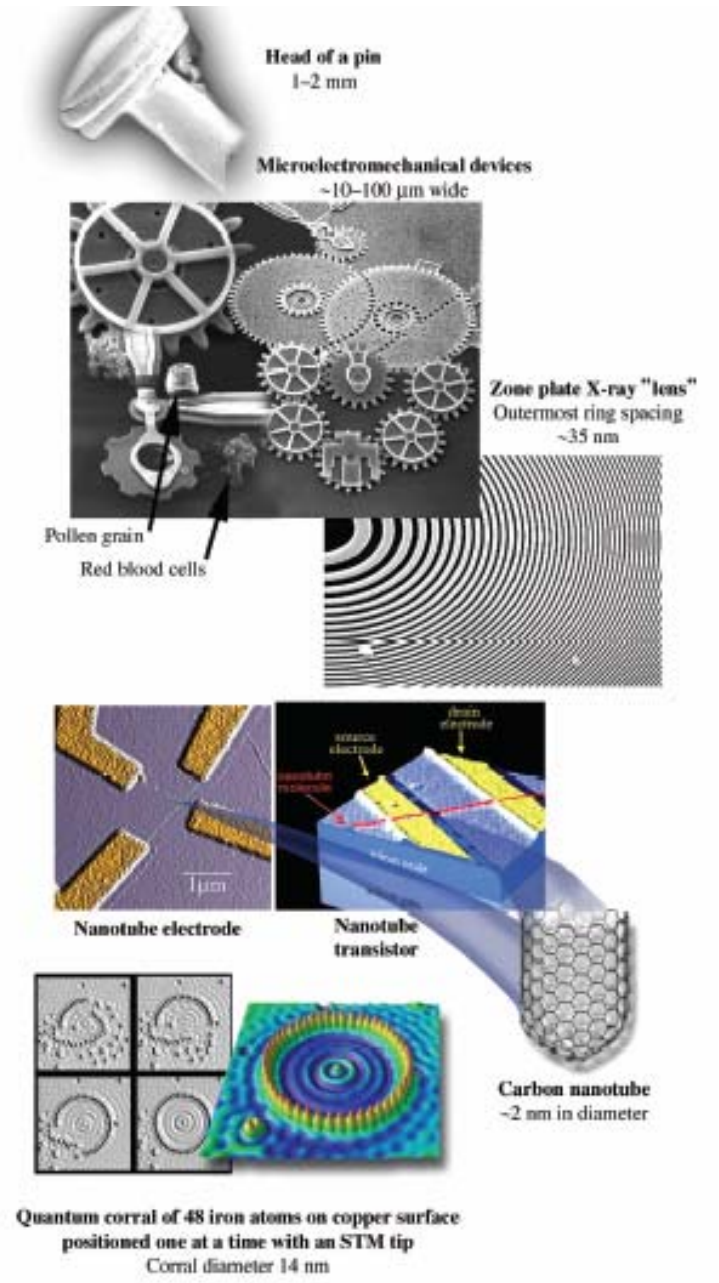 Head of a pin
1–2 mm
Microelectromechanical devices
~10–100 μm wide
Zone plate X-ray "lens"
Outermost ring spacing
~35 nm
Pollen grain
Red blood cells
drain
electrode
source
electrode
nanotube
molecule
1μm
Nanotube electrode
Nanotube
transistor
Carbon nanotube
~2 nm in diameter
Quantum corral of 48 iron atoms on copper surface
positioned one at a time with an STM tip
Corral diameter 14 nm